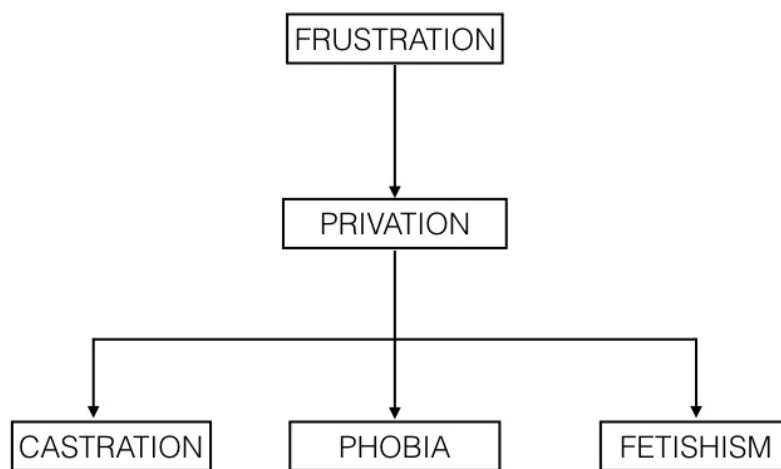 FRUSTRATION
PRIVATION
CASTRATION
PHOBIA
FETISHISM